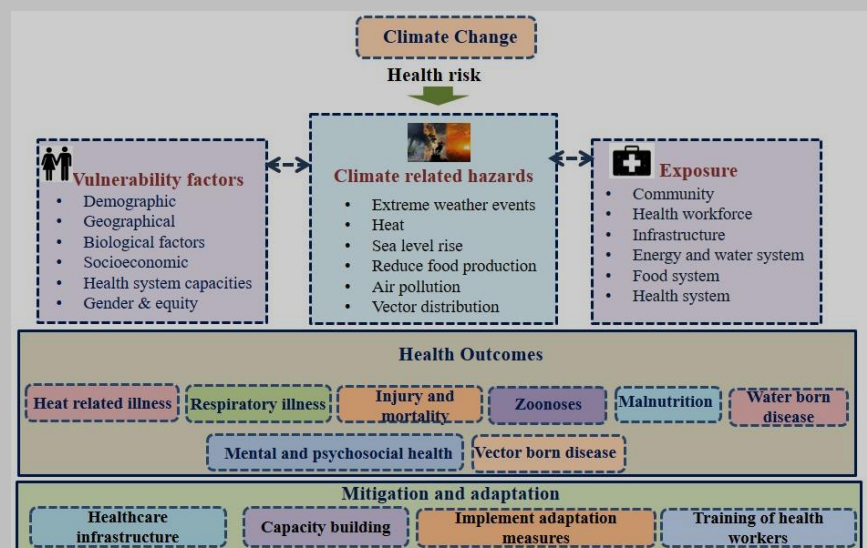 Climate Change
Health risk
Vulnerability factors
• Demographic
• Geographical
• Biological factors
• Socioeconomic
• Health system capacities
• Gender & equity
Climate related hazards
• Extreme weather events
• Heat
• Sea level rise
• Reduce food production
• Air pollution
• Vector distribution
Exposure
• Community
• Health workforce
• Infrastructure
• Energy and water system
• Food system
• Health system
Health Outcomes
Heat related illness
Respiratory illness
Injury and
mortality
Zoonoses
Malnutrition
Water born
disease
Mental and psychosocial health
Vector born disease
Mitigation and adaptation
Healthcare
infrastructure
Capacity building
Implement adaptation
measures
Training of health
workers